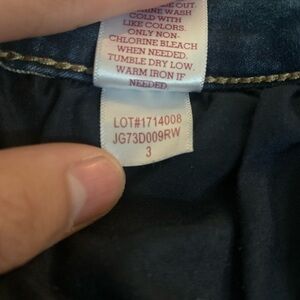 OUT.
MACHINE WASH
COLD WITH
LIKE COLORS.
ONLY NON-
CHLORINE BLEACH
WHEN NEEDED.
TUMBLE DRY LOW.
WARM IRON IF
NEEDED
LOT#1714008
JG73D009RW
3